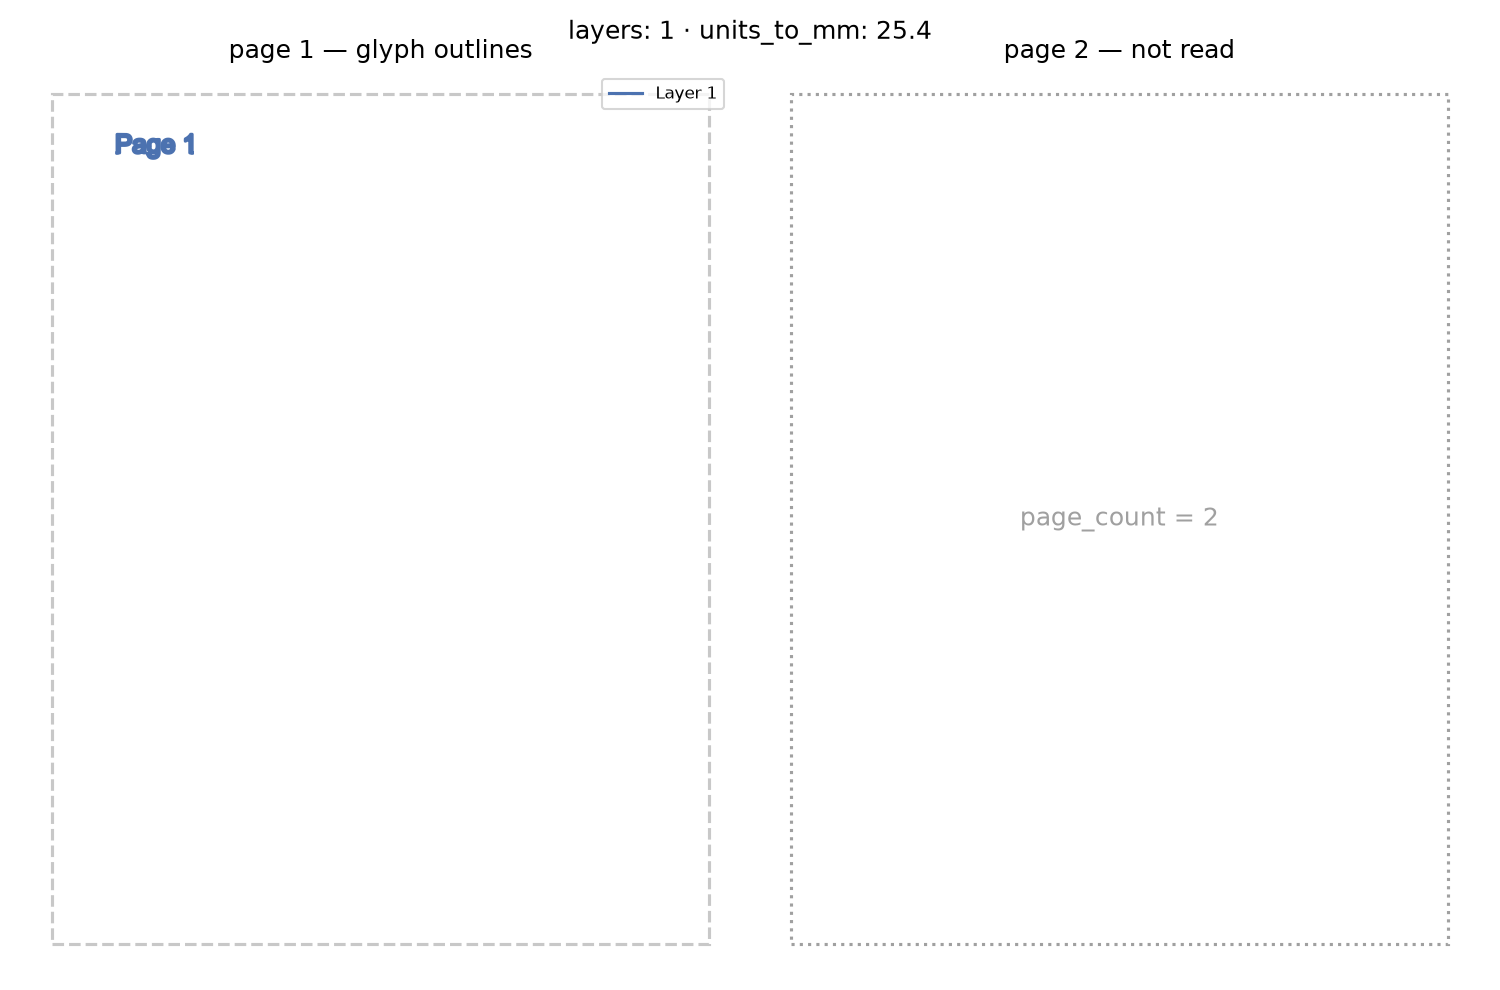 layers: 1 · units_to_mm: 25.4
page 1 — glyph outlines
page 2 — not read
Layer 1
Page 1
page_count = 2